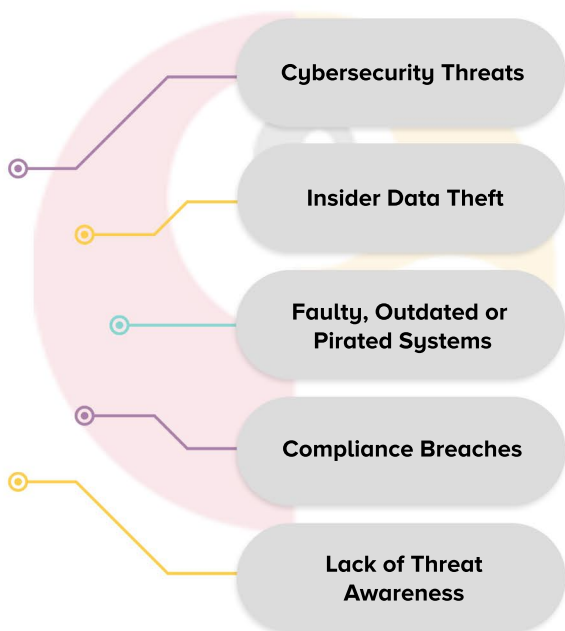 Cybersecurity Threats
Insider Data Theft
Faulty, Outdated or
Pirated Systems
Compliance Breaches
Lack of Threat
Awareness